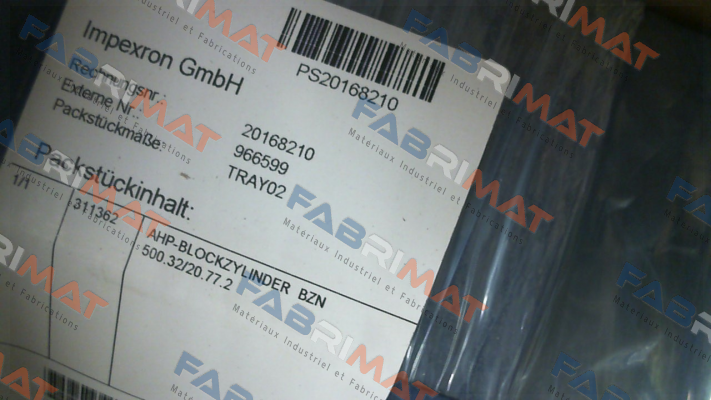 Impexron GmbH
PS20168210
Rechnungsnr.:
20168210
Externe Nr.:
966599
Packstückmaße:
TRAY02
Packstückinhalt:
1/1
311362
AHP-BLOCKZYLINDER BZN
500.32/20.77.2
FABRIMAT
Matériaux Industriel et Fabrications